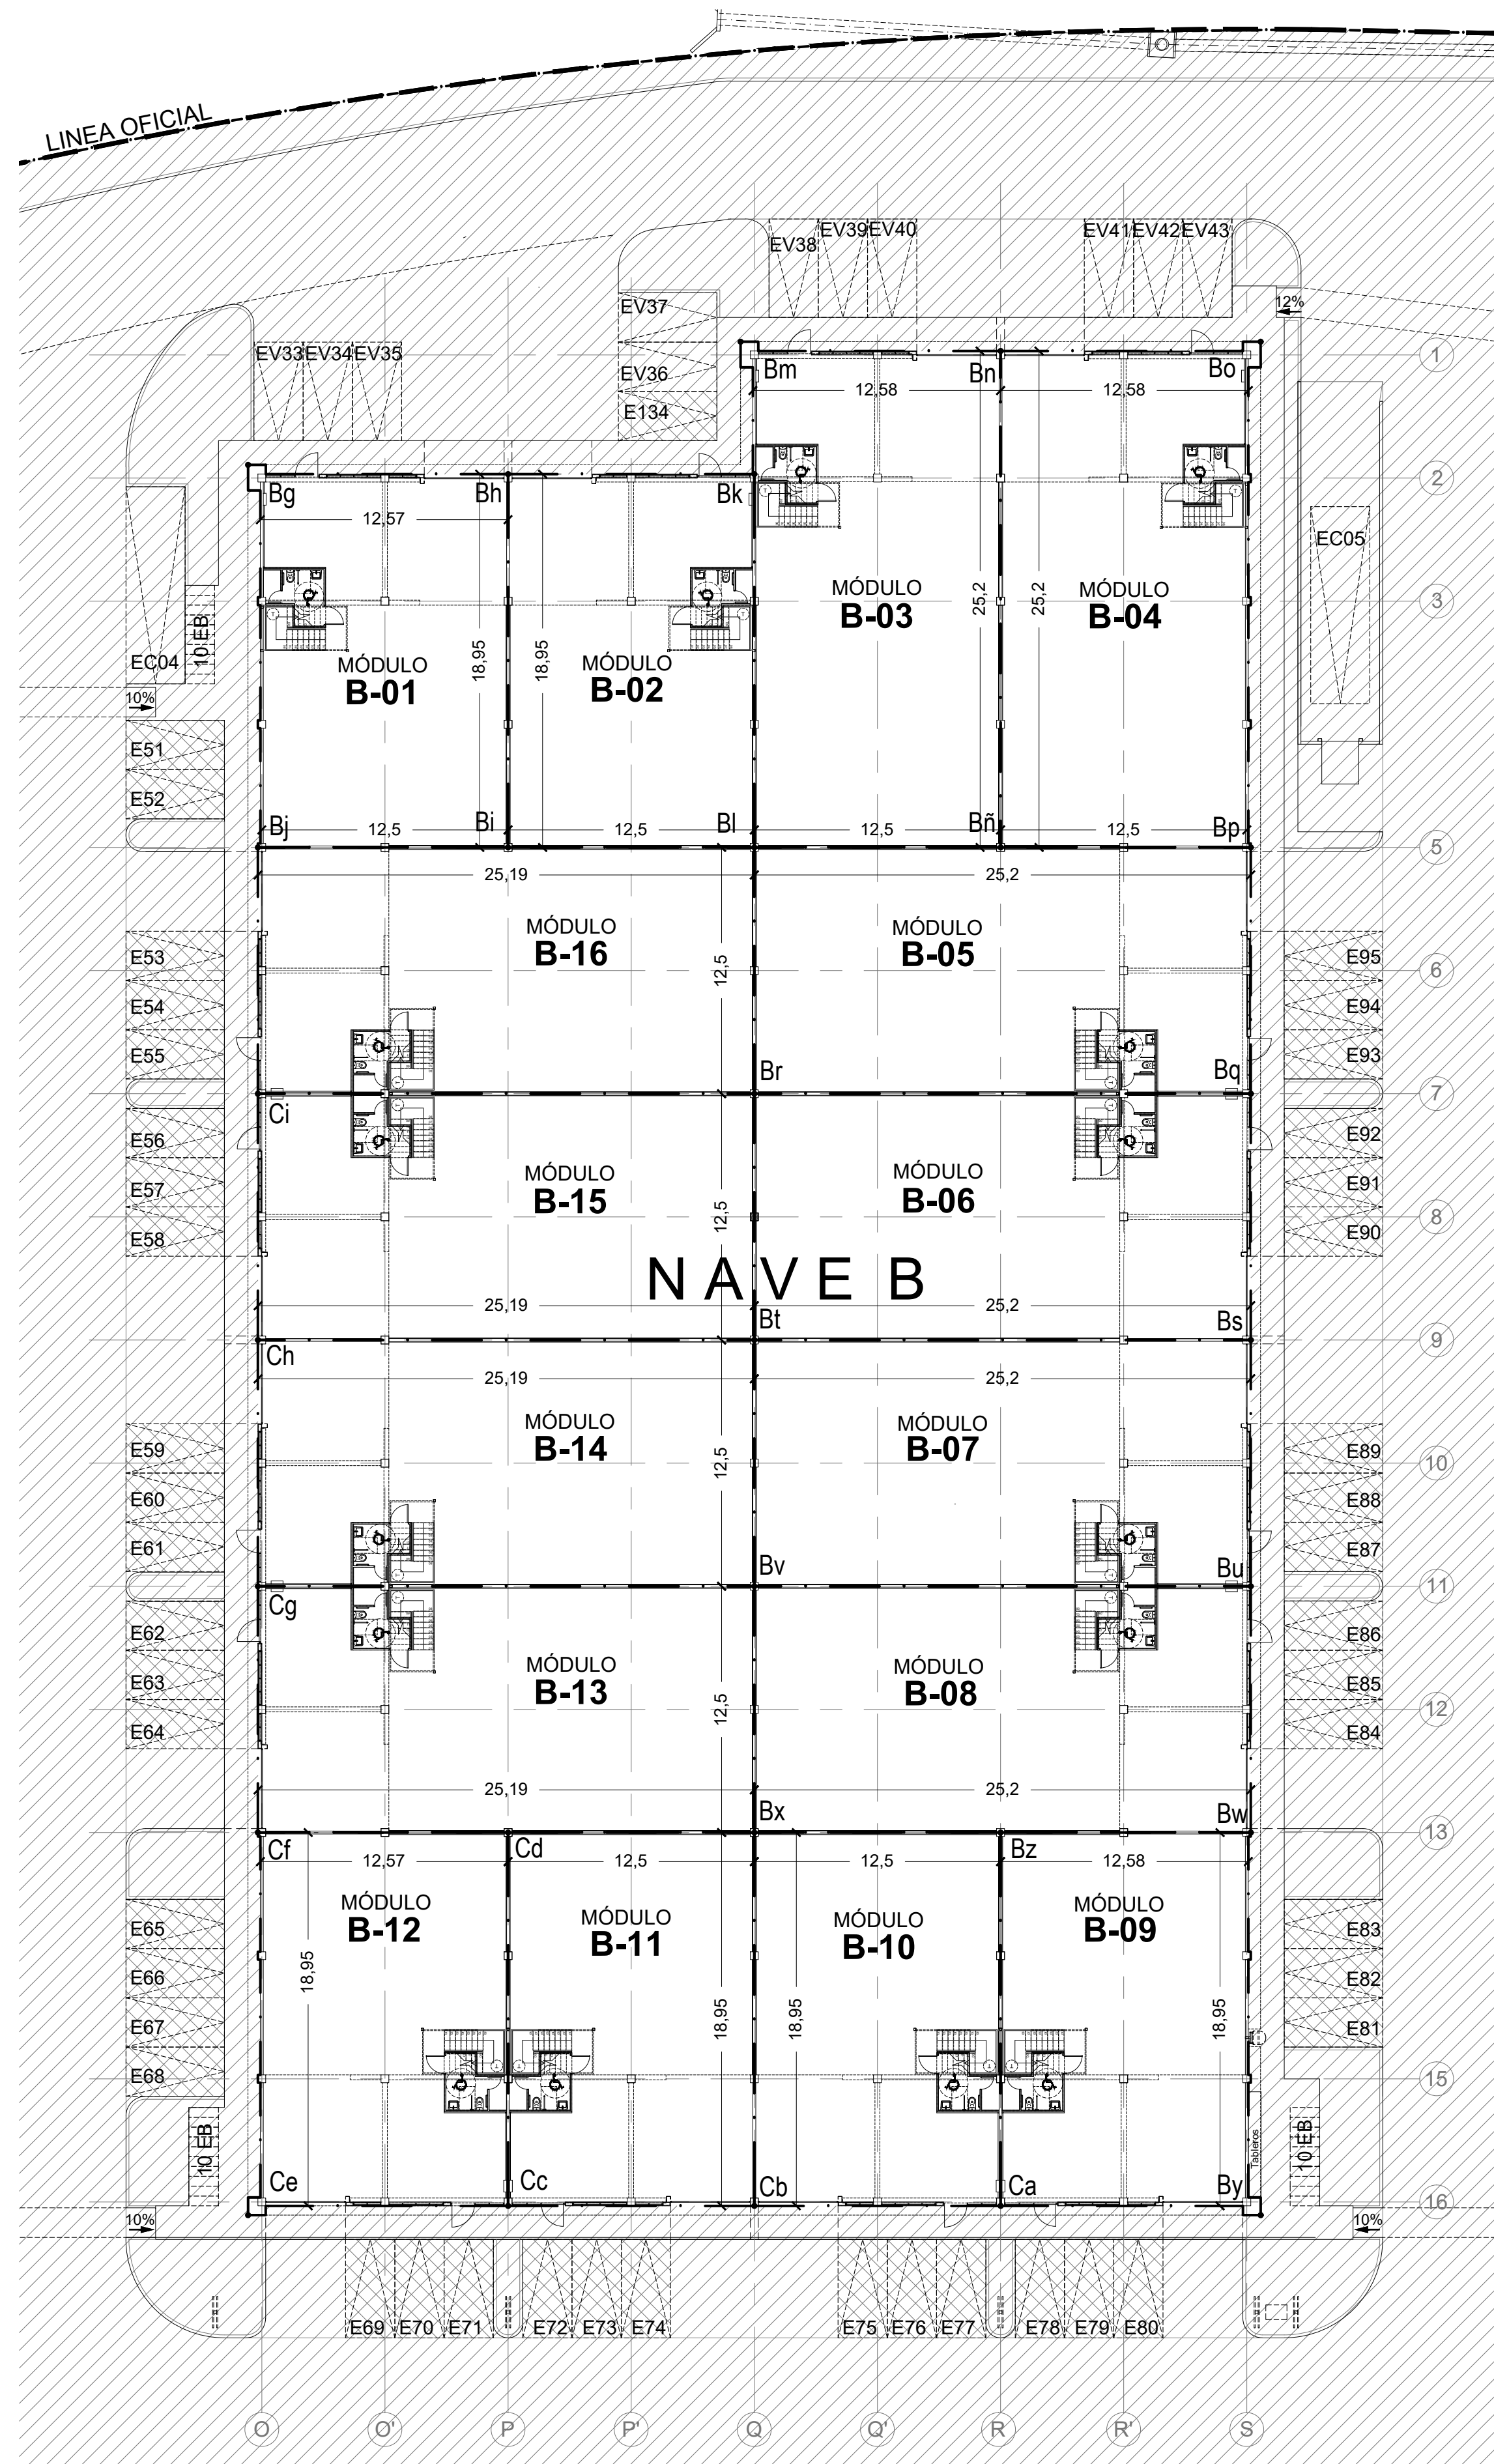 LINEA OFICIAL
EV38
EV39
EV40
EV41
EV42
EV43
EV37
12%
EV33
EV34
EV35
EV36
E134
1
Bm
Bn
Bo
12,58
12,58
2
Bg
Bh
Bk
12,57
EC05
MÓDULO
B-03
25,2
25,2
MÓDULO
B-04
3
10 EB
EC04
MÓDULO
B-01
18,95
18,95
MÓDULO
B-02
10%
E51
E52
Bj
12,5
Bi
12,5
Bl
12,5
Bñ
12,5
Bp
5
25,19
25,2
MÓDULO
B-16
MÓDULO
B-05
12,5
E53
E95
6
E54
E94
E55
E93
Br
Bq
7
Ci
E56
E92
MÓDULO
B-15
MÓDULO
B-06
E57
E91
12,5
8
E58
E90
NAVE B
25,19
25,2
Bt
Bs
9
Ch
25,19
25,2
MÓDULO
B-14
MÓDULO
B-07
E59
E89
12,5
10
E60
E88
E61
E87
Bv
Bu
11
Cg
E62
E86
MÓDULO
B-13
MÓDULO
B-08
E63
E85
12,5
12
E64
E84
25,19
25,2
Bx
Bw
13
Cf
Cd
Bz
12,57
12,5
12,5
12,58
MÓDULO
B-12
MÓDULO
B-11
MÓDULO
B-10
MÓDULO
B-09
E65
E83
18,95
18,95
18,95
18,95
E66
E82
E67
E81
E68
15
10 EB
Tableros
10 EB
Ce
Cc
Cb
Ca
By
16
10%
10%
E69
E70
E71
E72
E73
E74
E75
E76
E77
E78
E79
E80
O
O'
P
P'
Q
Q'
R
R'
S